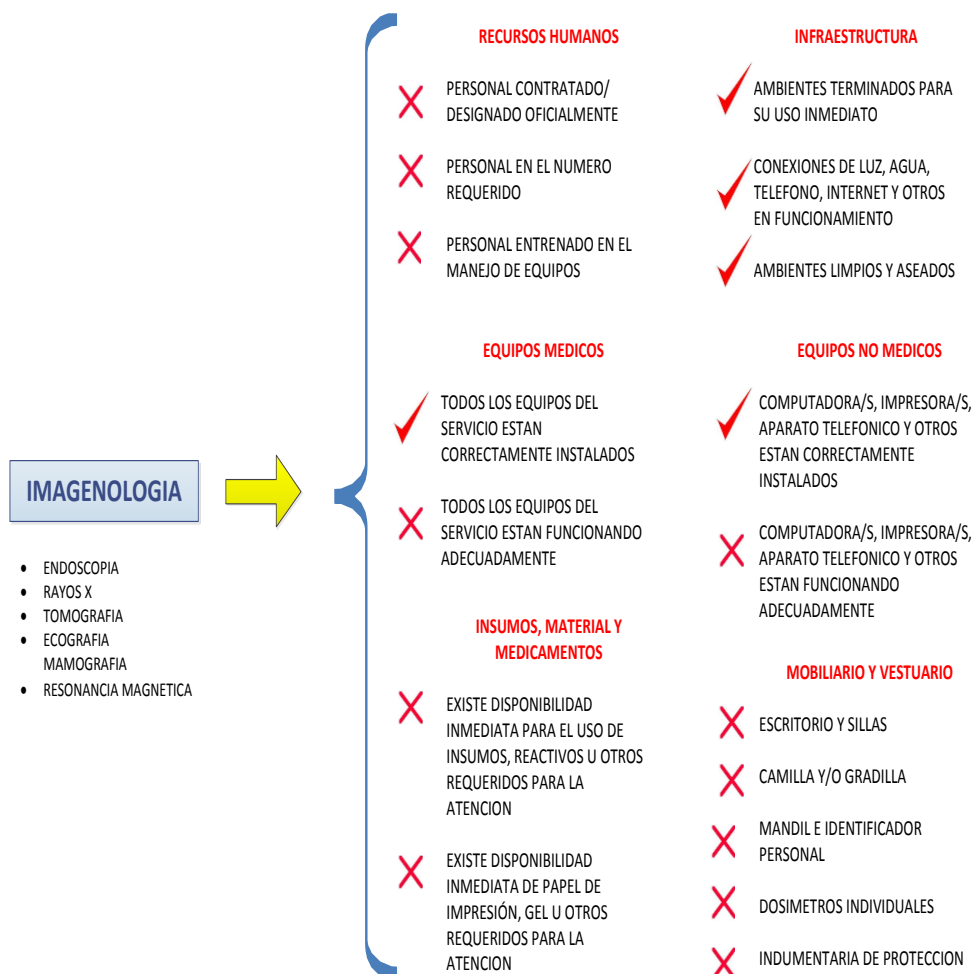 IMAGENOLOGIA
• ENDOSCOPIA
• RAYOS X
• TOMOGRAFIA
• ECOGRAFIA
MAMOGRAFIA
• RESONANCIA MAGNETICA
RECURSOS HUMANOS
PERSONAL CONTRATADO/
DESIGNADO OFICIALMENTE
PERSONAL EN EL NUMERO
REQUERIDO
PERSONAL ENTRENADO EN EL
MANEJO DE EQUIPOS
INFRAESTRUCTURA
AMBIENTES TERMINADOS PARA
SU USO INMEDIATO
CONEXIONES DE LUZ, AGUA,
TELEFONO, INTERNET Y OTROS
EN FUNCIONAMIENTO
AMBIENTES LIMPIOS Y ASEADOS
EQUIPOS MEDICOS
TODOS LOS EQUIPOS DEL
SERVICIO ESTAN
CORRECTAMENTE INSTALADOS
TODOS LOS EQUIPOS DEL
SERVICIO ESTAN FUNCIONANDO
ADECUADAMENTE
EQUIPOS NO MEDICOS
COMPUTADORA/S, IMPRESORA/S,
APARATO TELEFONICO Y OTROS
ESTAN CORRECTAMENTE
INSTALADOS
COMPUTADORA/S, IMPRESORA/S,
APARATO TELEFONICO Y OTROS
ESTAN FUNCIONANDO
ADECUADAMENTE
INSUMOS, MATERIAL Y
MEDICAMENTOS
EXISTE DISPONIBILIDAD
INMEDIATA PARA EL USO DE
INSUMOS, REACTIVOS U OTROS
REQUERIDOS PARA LA
ATENCION
EXISTE DISPONIBILIDAD
INMEDIATA DE PAPEL DE
IMPRESIÓN, GEL U OTROS
REQUERIDOS PARA LA
ATENCION
MOBILIARIO Y VESTUARIO
ESCRITORIO Y SILLAS
CAMILLA Y/O GRADILLA
MANDIL E IDENTIFICADOR
PERSONAL
DOSIMETROS INDIVIDUALES
INDUMENTARIA DE PROTECCION